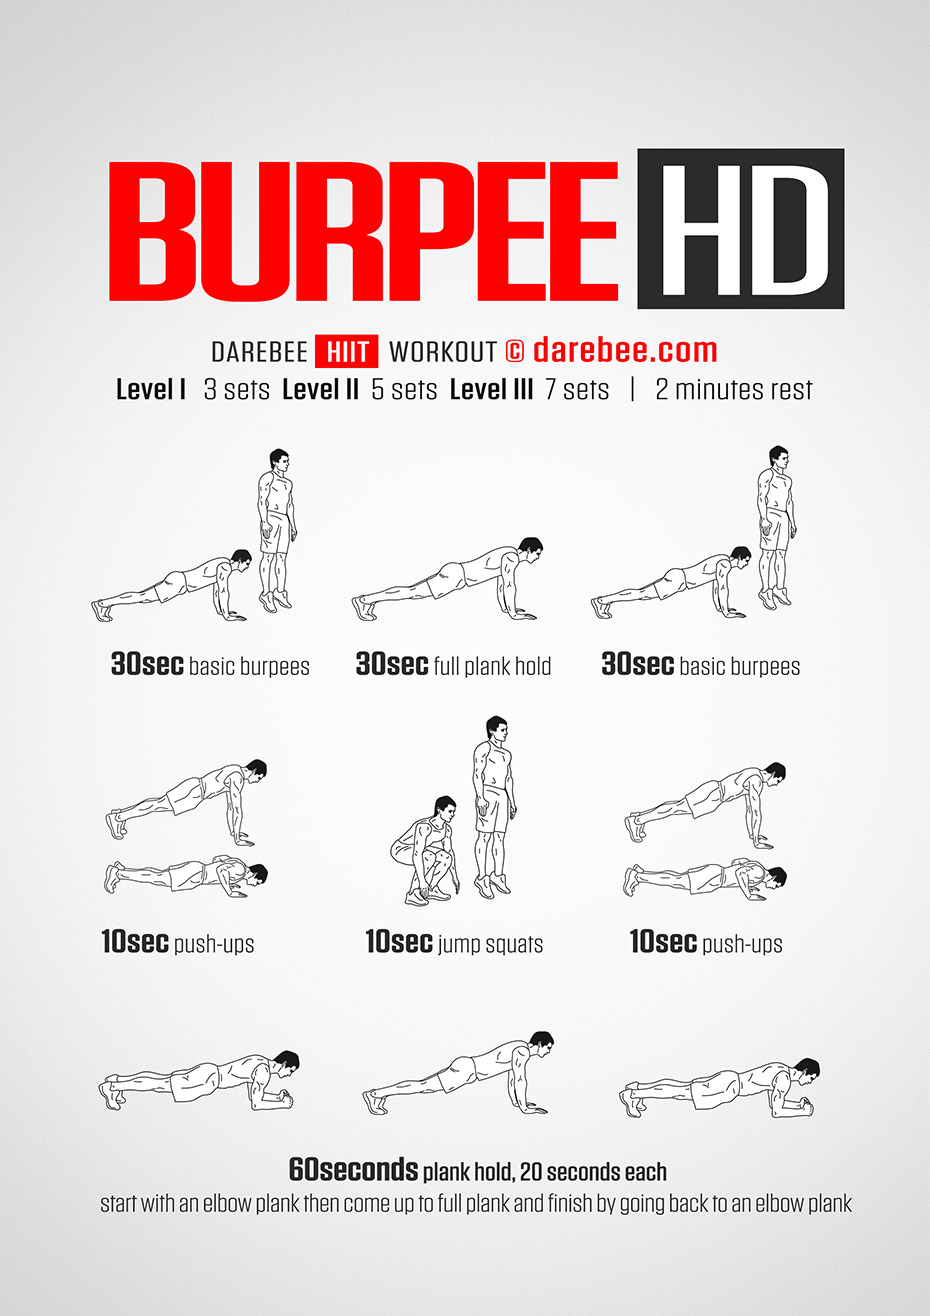 BURPEE HD
DAREBEE HIIT WORKOUT © darebee.com
Level I 3 sets Level II 5 sets Level III 7 sets | 2 minutes rest
30sec basic burpees 30sec full plank hold 30sec basic burpees
10sec push-ups 10sec jump squats 10sec push-ups
60seconds plank hold, 20 seconds each
start with an elbow plank then come up to full plank and finish by going back to an elbow plank